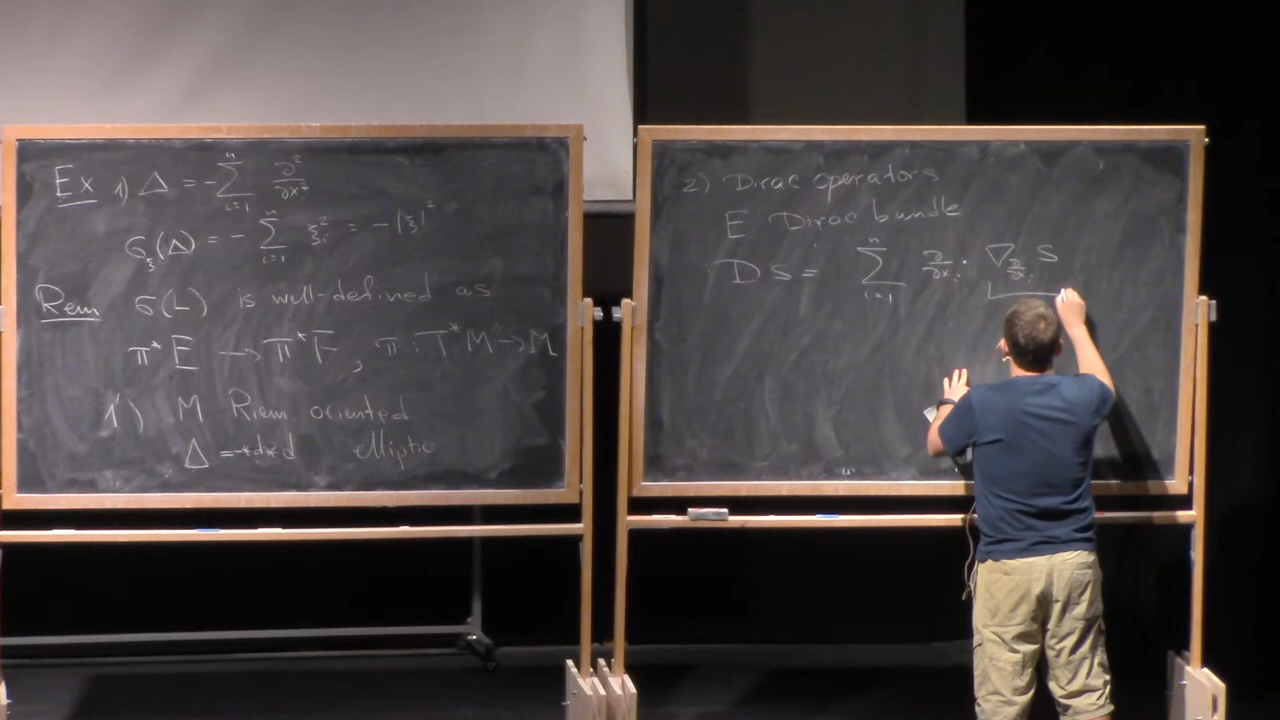 Ex 1) Δ = -∑_{i=1}^{n} ∂²/∂x_i²
σ_ξ(Δ) = - ∑_{i=1}^{n} ξ_i² = -|ξ|²
Rem σ(L) is well-defined as
π*E → π*F, π: T*M → M
1') M Riem. oriented
Δ = -*d*d elliptic
2) Dirac operators
E Dirac bundle
DS = ∑_{i=1}^{n} ∂/∂x_i · ∇_{∂/∂x_i} S